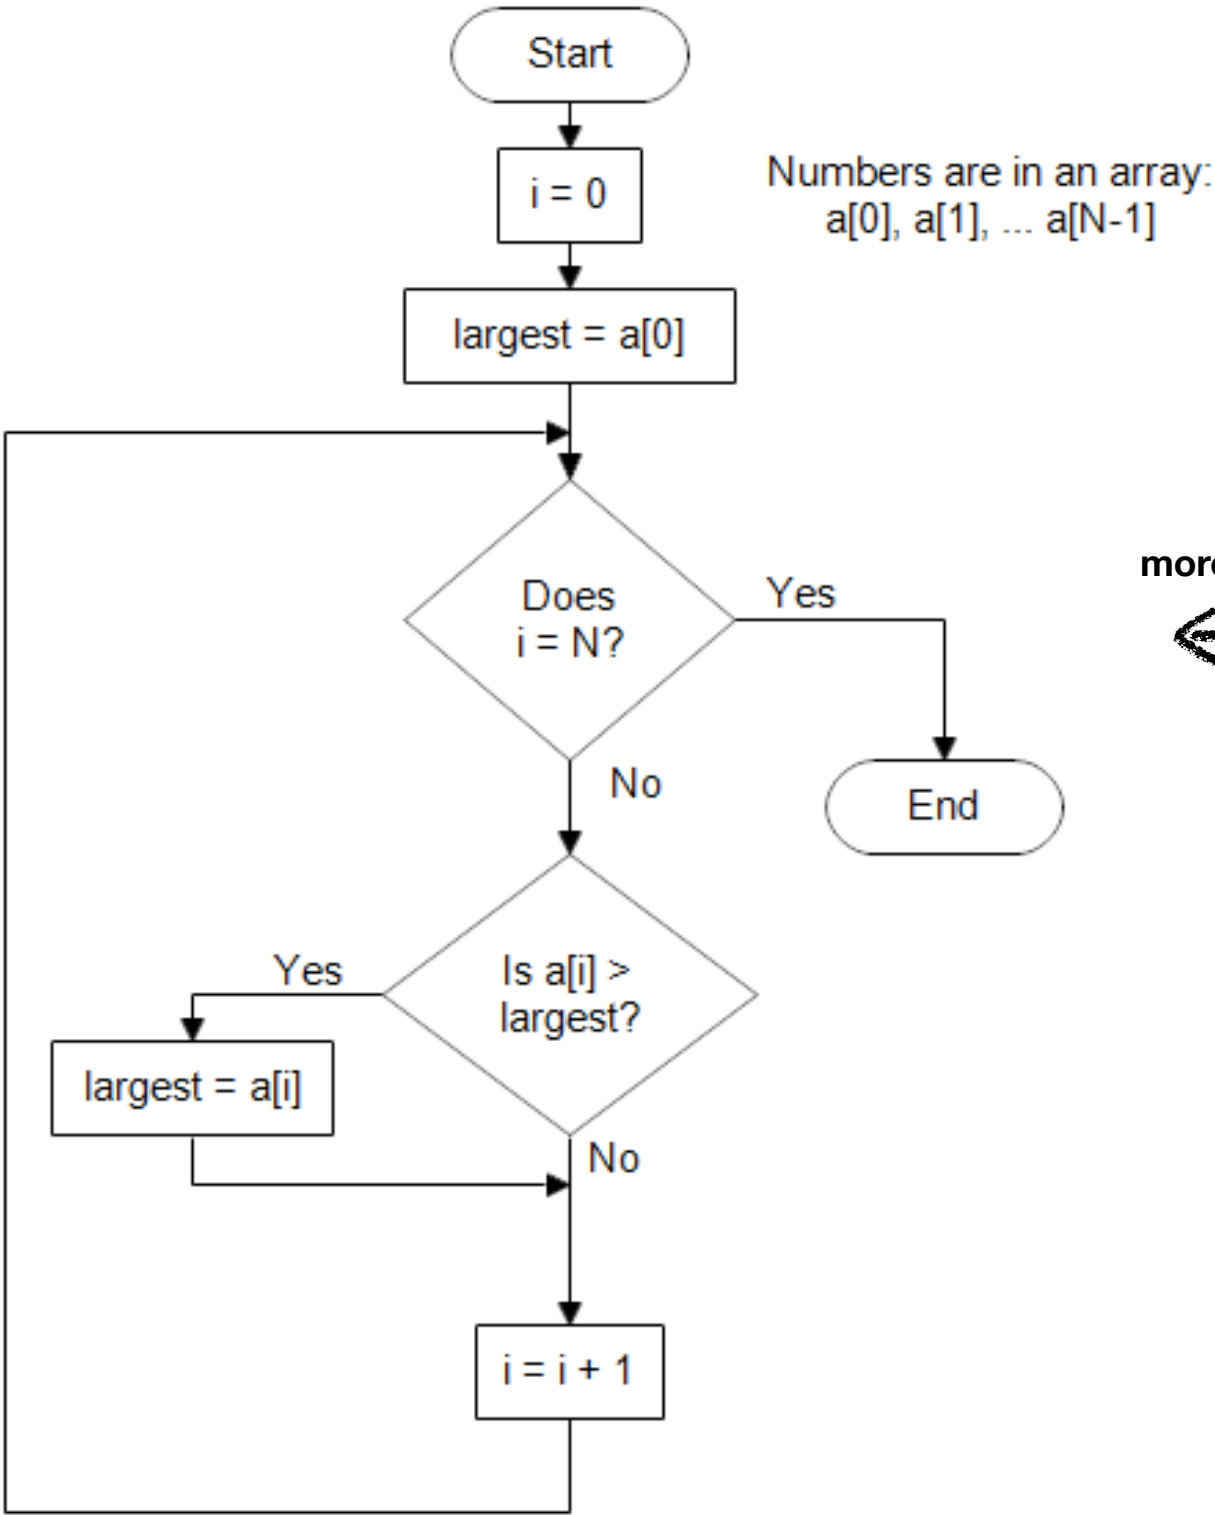 Start
i = 0
Numbers are in an array:
a[0], a[1], ... a[N-1]
largest = a[0]
Does
i = N?
Yes
No
End
Is a[i] >
largest?
Yes
largest = a[i]
No
i = i + 1